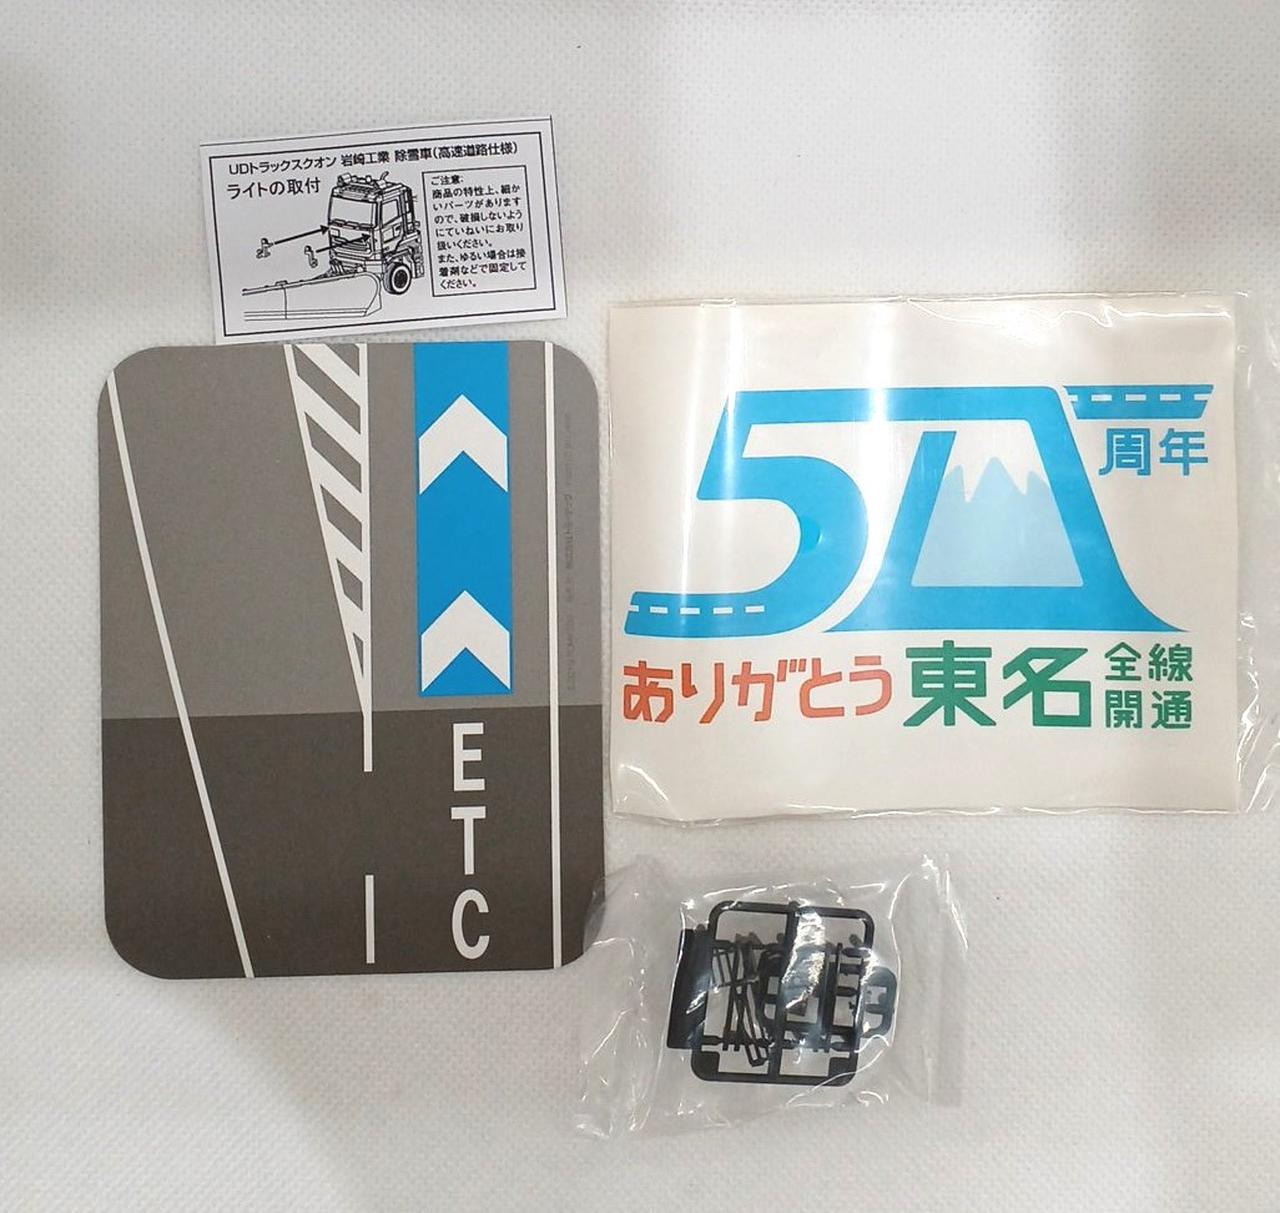 UDトラックスクオン 岩崎工業 除雪車(高速道路仕様)
ライトの取付
ご注意:
商品の特性上、細か
いパーツがあります
ので、破損しないよう
にていねいにお取り
扱いください。
また、ゆるい場合は接
着剤などで固定して
ください。
50
周年
ありがとう東名
全線
開通
E
T
C